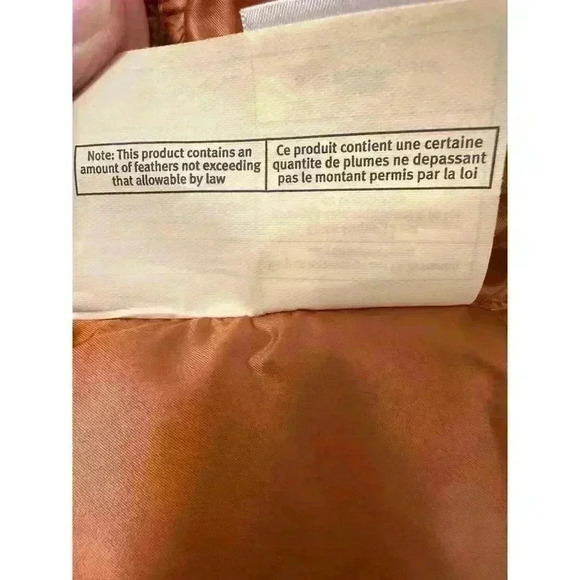 Note: This product contains an
amount of feathers not exceeding
that allowable by law
Ce produit contient une certaine
quantite de plumes ne depassant
pas le montant permis par la loi